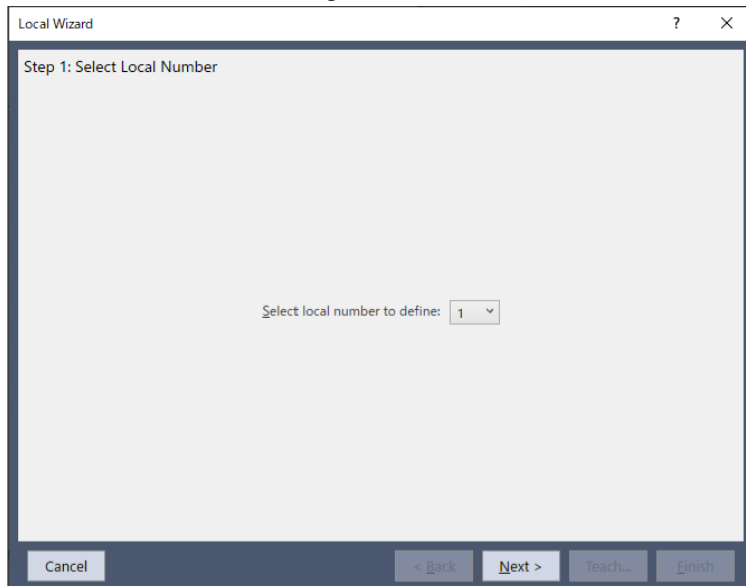 Local Wizard ?
Step 1: Select Local Number
Select local number to define: 1
Cancel < Back Next > Teach... Finish